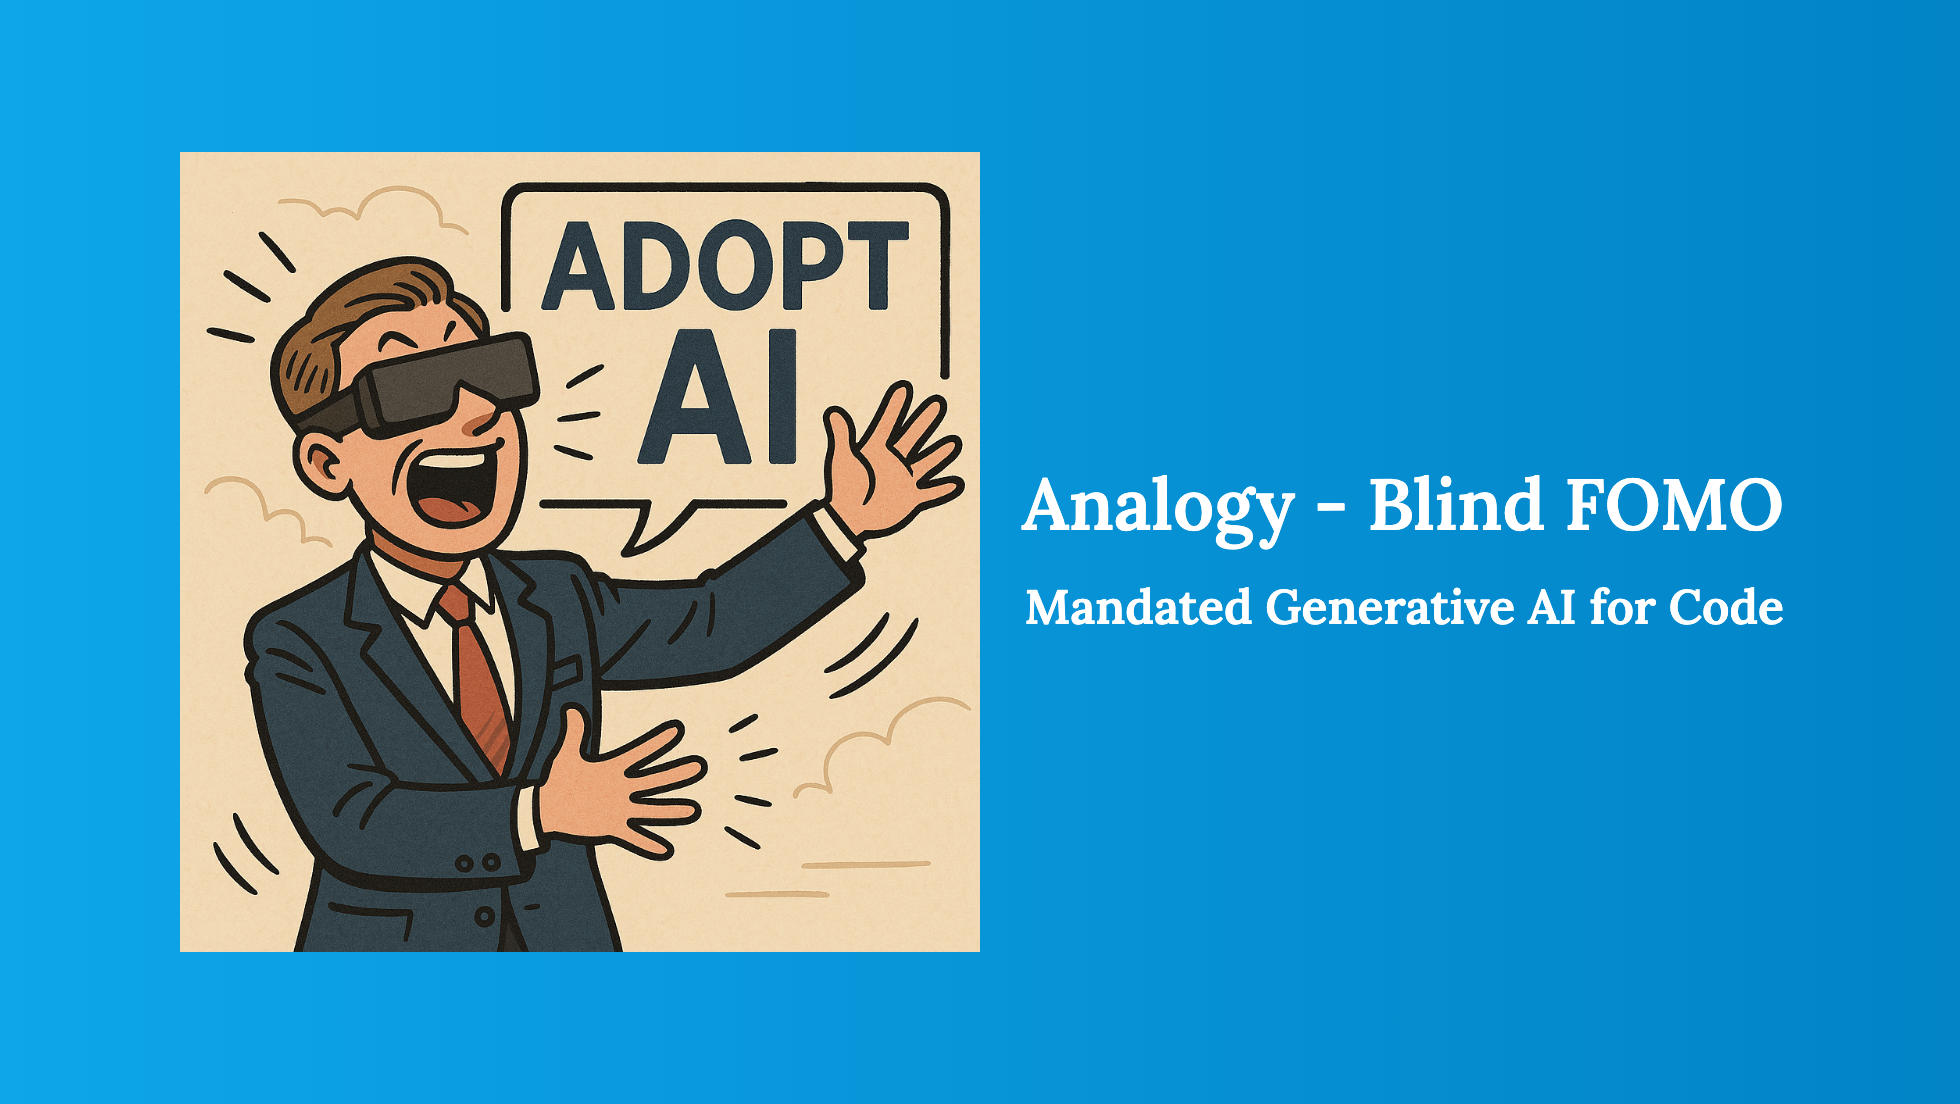 ADOPT
AI
Analogy - Blind FOMO
Mandated Generative AI for Code